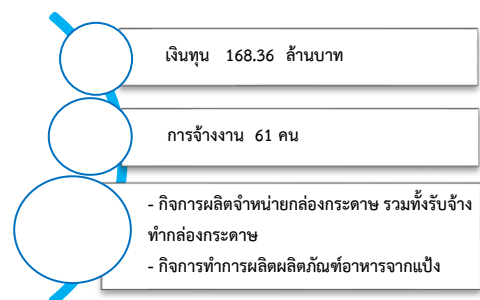 เงินทุน 168.36 ล้านบาท
การจ้างงาน 61 คน
- กิจการผลิตจำหน่ายกล่องกระดาษ รวมทั้งรับจ้าง
ทำกล่องกระดาษ
- กิจการทำการผลิตผลิตภัณฑ์อาหารจากแป้ง